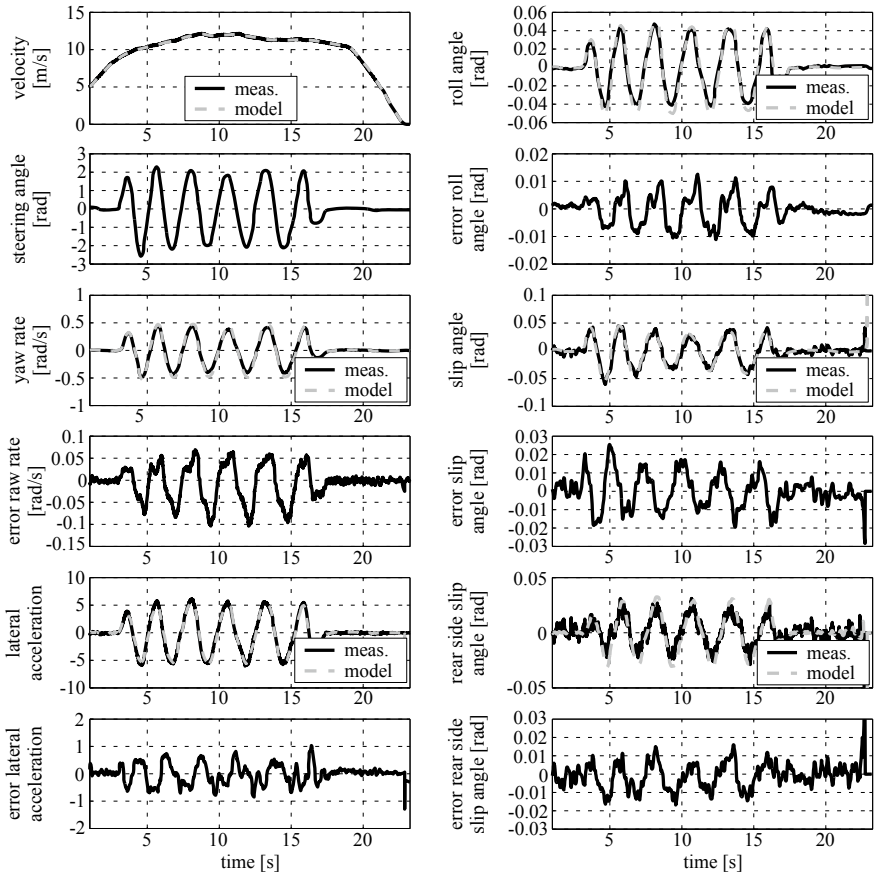 velocity
[m/s]
15
10
5
0
meas.
model
5 10 15 20
roll angle
[rad]
0.06
0.04
0.02
0
-0.02
-0.04
-0.06
meas.
model
5 10 15 20
steering angle
[rad]
3
2
1
0
-1
-2
-3
5 10 15 20
error roll
angle [rad]
0.02
0.01
0
-0.01
-0.02
5 10 15 20
yaw rate
[rad/s]
1
0.5
0
-0.5
-1
meas.
model
5 10 15 20
slip angle
[rad]
0.1
0.05
0
-0.05
-0.1
meas.
model
5 10 15 20
error raw rate
[rad/s]
0.1
0.05
0
-0.05
-0.1
-0.15
5 10 15 20
error slip
angle [rad]
0.03
0.02
0.01
0
-0.01
-0.02
-0.03
5 10 15 20
lateral
acceleration
10
5
0
-5
-10
meas.
model
5 10 15 20
rear side slip
angle [rad]
0.05
0
-0.05
meas.
model
5 10 15 20
error lateral
acceleration
2
1
0
-1
-2
5 10 15 20
time [s]
error rear side
slip angle [rad]
0.03
0.02
0.01
0
-0.01
-0.02
-0.03
5 10 15 20
time [s]